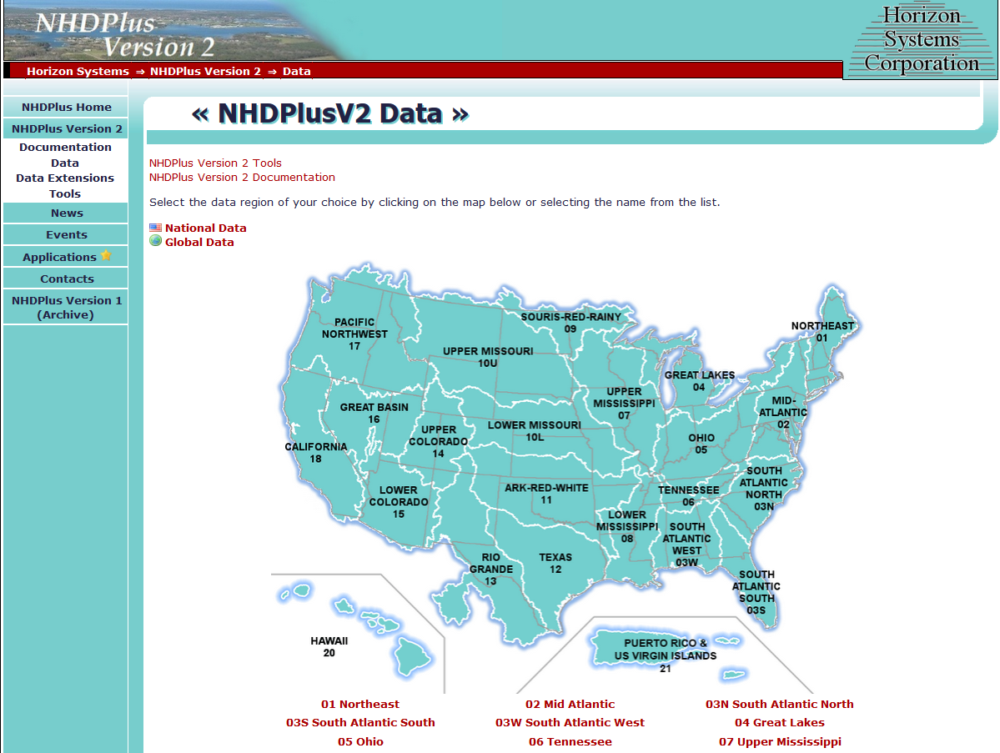 NHDPlus
Version 2
Horizon
Systems
Corporation
Horizon Systems ⇒ NHDPlus Version 2 ⇒ Data
NHDPlus Home
NHDPlus Version 2
Documentation
Data
Data Extensions
Tools
News
Events
Applications
Contacts
NHDPlus Version 1
(Archive)
« NHDPlusV2 Data »
NHDPlus Version 2 Tools
NHDPlus Version 2 Documentation
Select the data region of your choice by clicking on the map below or selecting the name from the list.
National Data
Global Data
PACIFIC
NORTHWEST
17
SOURIS-RED-RAINY
09
NORTHEAST
01
UPPER MISSOURI
10U
GREAT LAKES
04
UPPER
MISSISSIPPI
07
MID-
ATLANTIC
02
GREAT BASIN
16
UPPER
COLORADO
14
LOWER MISSOURI
10L
OHIO
05
CALIFORNIA
18
SOUTH
ATLANTIC
NORTH
03N
LOWER
COLORADO
15
ARK-RED-WHITE
11
TENNESSEE
06
LOWER
MISSISSIPPI
08
SOUTH
ATLANTIC
WEST
03W
RIO
GRANDE
13
TEXAS
12
SOUTH
ATLANTIC
SOUTH
03S
HAWAII
20
PUERTO RICO &
US VIRGIN ISLANDS
21
01 Northeast
02 Mid Atlantic
03N South Atlantic North
03S South Atlantic South
03W South Atlantic West
04 Great Lakes
05 Ohio
06 Tennessee
07 Upper Mississippi